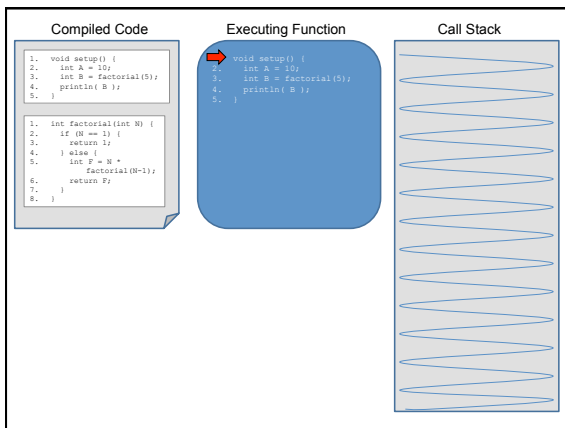 Compiled Code
1. void setup() {
2. int A = 10;
3. int B = factorial(5);
4. println( B );
5. }
1. int factorial(int N) {
2. if (N == 1) {
3. return 1;
4. } else {
5. int F = N *
factorial(N-1);
6. return F;
7. }
8. }
Executing Function
void setup() {
2. int A = 10;
3. int B = factorial(5);
4. println( B );
5. }
Call Stack